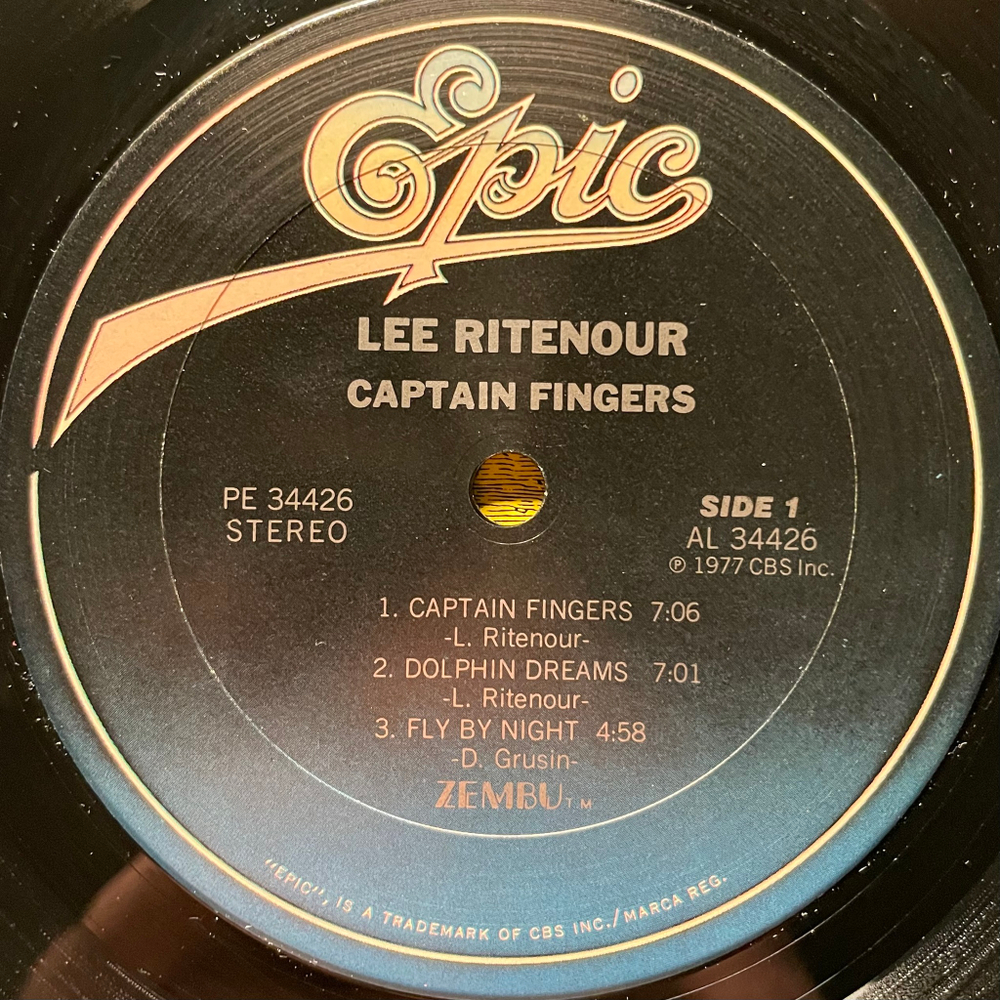 Epic
LEE RITENOUR
CAPTAIN FINGERS
PE 34426
STEREO
SIDE 1
AL 34426
℗ 1977 CBS Inc.
1. CAPTAIN FINGERS 7:06
-L. Ritenour-
2. DOLPHIN DREAMS 7:01
-L. Ritenour-
3. FLY BY NIGHT 4:58
-D. Grusin-
ZEMBU T.M
"EPIC", IS A TRADEMARK OF CBS INC./MARCA REG.